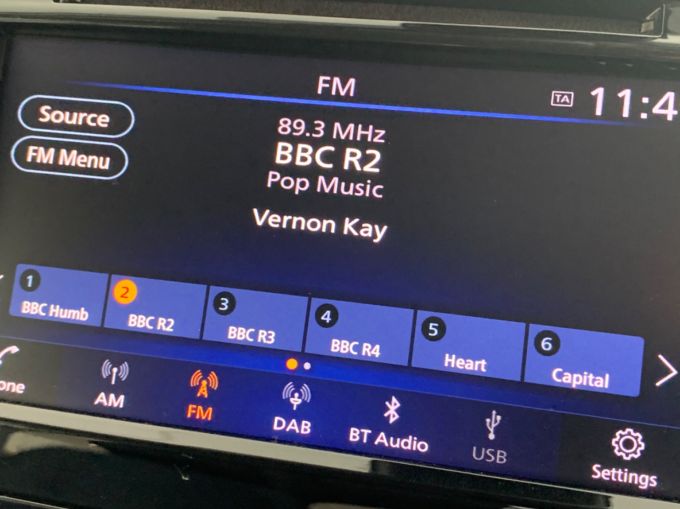 FM
TA
11:4
Source
89.3 MHz
FM Menu
BBC R2
Pop Music
Vernon Kay
1
BBC Humb
2
BBC R2
3
BBC R3
4
BBC R4
5
Heart
6
Capital
one
AM
FM
DAB
BT Audio
USB
Settings